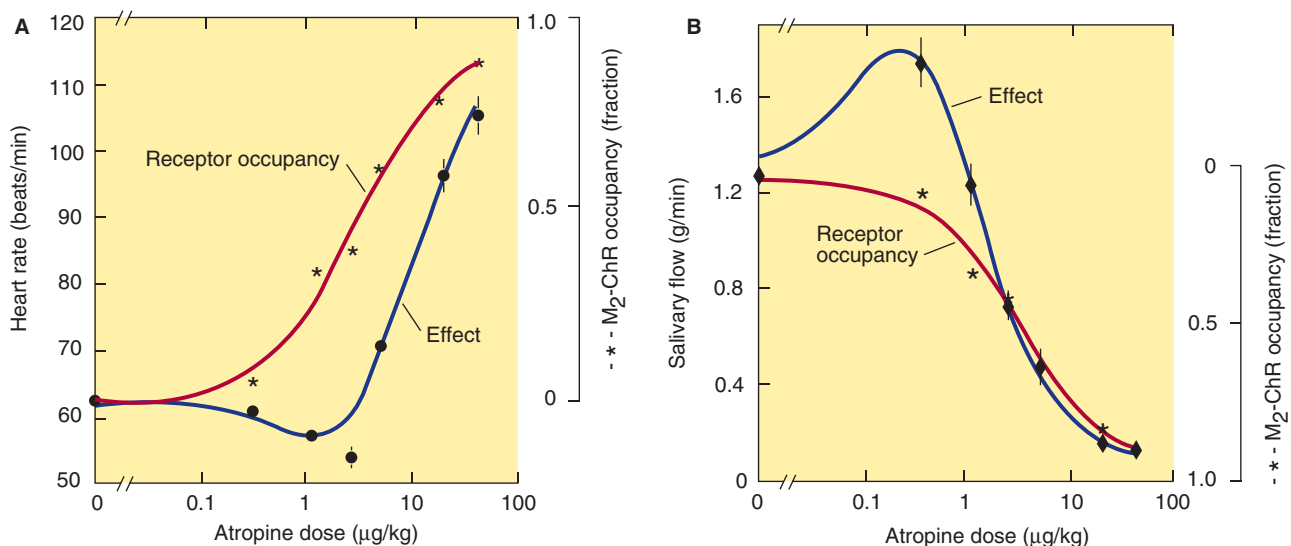 A
120
110
100
90
80
70
60
50
Heart rate (beats/min)
Receptor occupancy
Effect
1.0
0.5
0
- * - M2-ChR occupancy (fraction)
0
0.1
1
10
100
Atropine dose (μg/kg)
B
1.6
1.2
0.8
0.4
0
Salivary flow (g/min)
Effect
Receptor
occupancy
0
0.5
1.0
- * - M2-ChR occupancy (fraction)
0
0.1
1
10
100
Atropine dose (μg/kg)